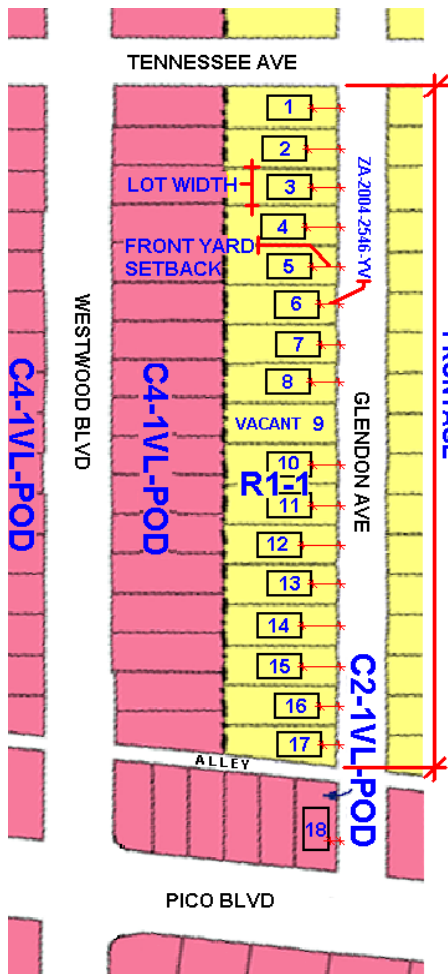 TENNESSEE AVE
1
2
LOT WIDTH
3
4
FRONT YARD
SETBACK
5
6
7
8
VACANT 9
10
R1-1
11
12
13
14
15
16
17
ZA-2004-2546-YV
FRONTAGE
WESTWOOD BLVD
GLENDON AVE
C4-1VL-POD
C4-1VL-POD
C2-1VL-POD
ALLEY
18
PICO BLVD